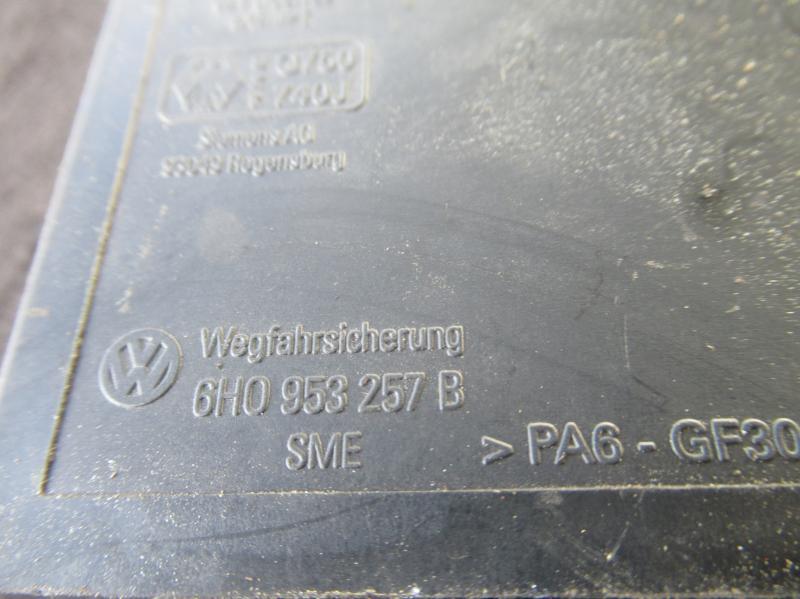 Siemens AG
93049 Regensburg
Wegfahrsicherung
6H0 953 257 B
SME
> PA6 - GF30